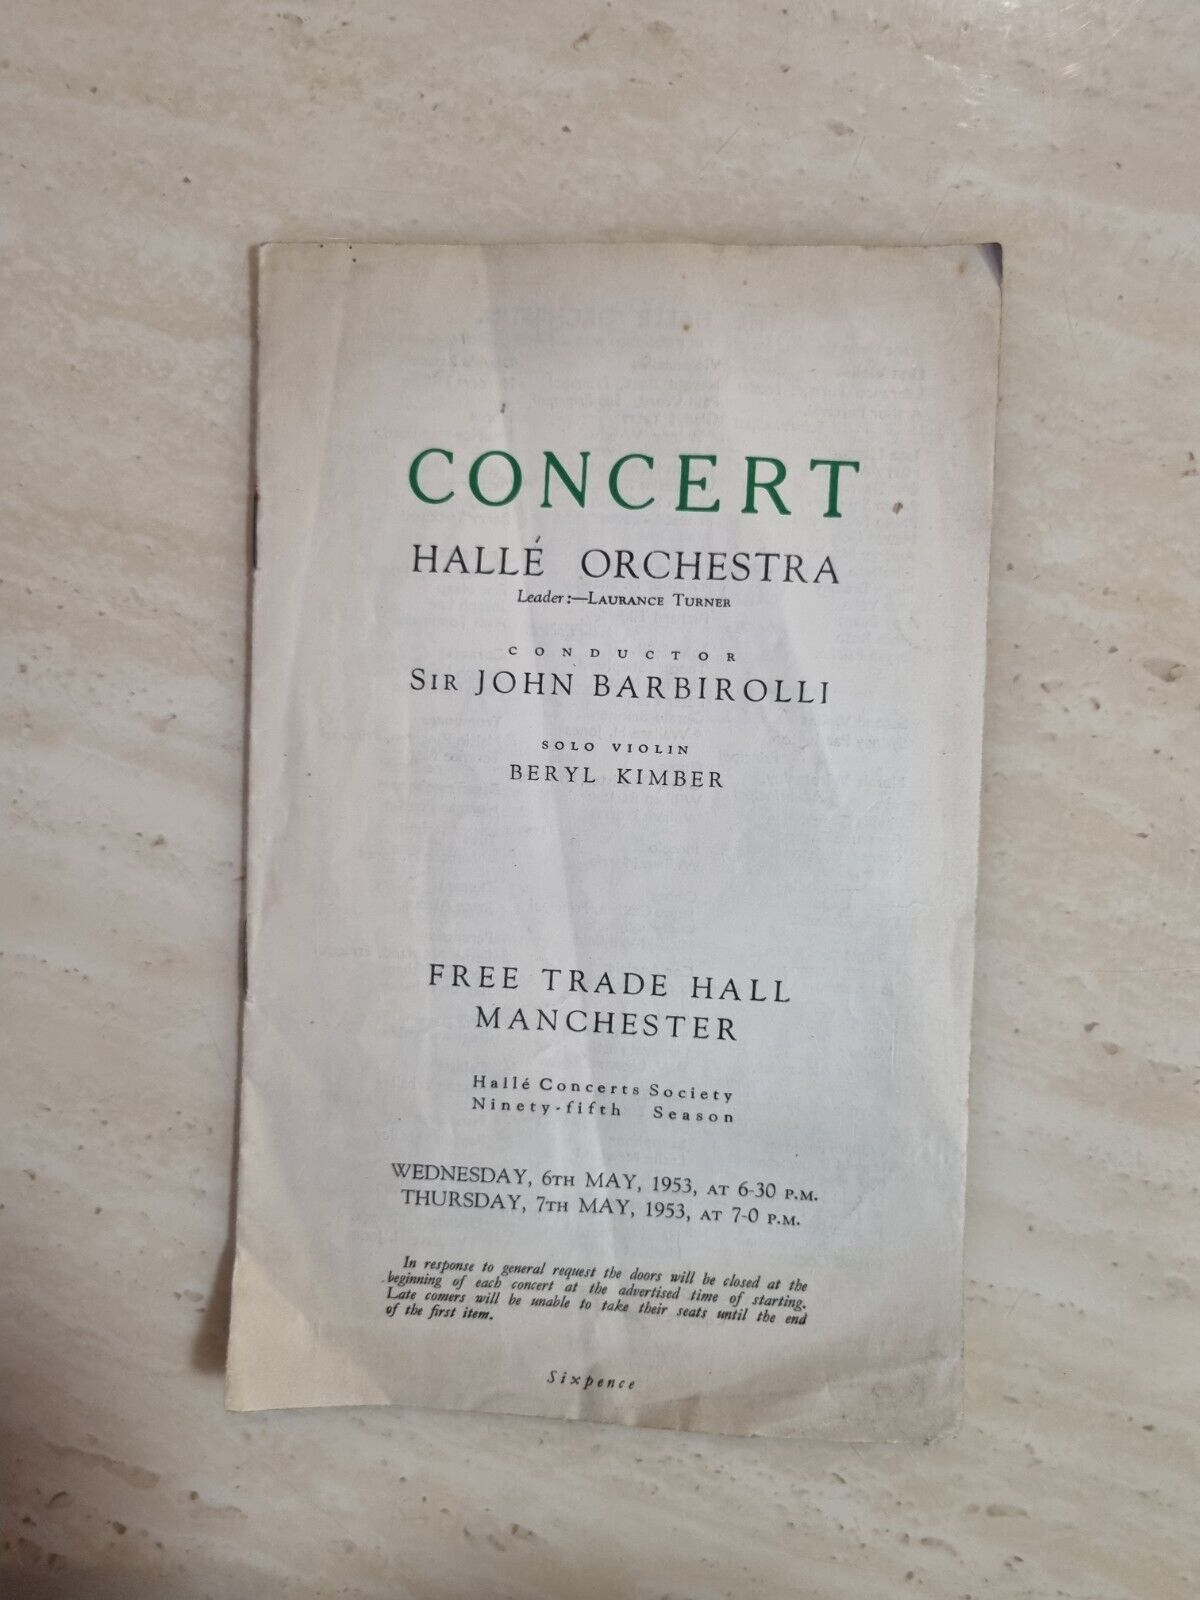 CONCERT
HALLÉ ORCHESTRA
Leader:—LAURANCE TURNER
CONDUCTOR
SIR JOHN BARBIROLLI
SOLO VIOLIN
BERYL KIMBER
FREE TRADE HALL
MANCHESTER
Hallé Concerts Society
Ninety-fifth Season
WEDNESDAY, 6TH MAY, 1953, AT 6-30 P.M.
THURSDAY, 7TH MAY, 1953, AT 7-0 P.M.
In response to general request the doors will be closed at the
beginning of each concert at the advertised time of starting.
Late comers will be unable to take their seats until the end
of the first item.
Sixpence